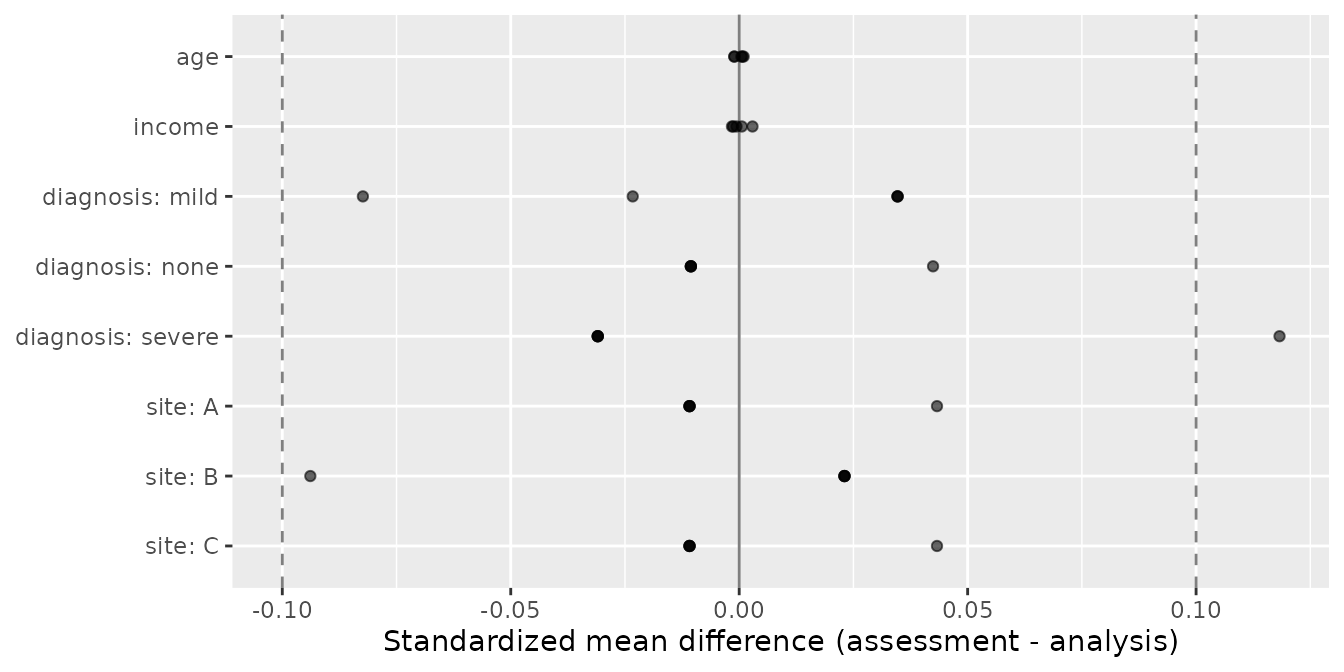 age
income
diagnosis: mild
diagnosis: none
diagnosis: severe
site: A
site: B
site: C
-0.10 -0.05 0.00 0.05 0.10
Standardized mean difference (assessment - analysis)